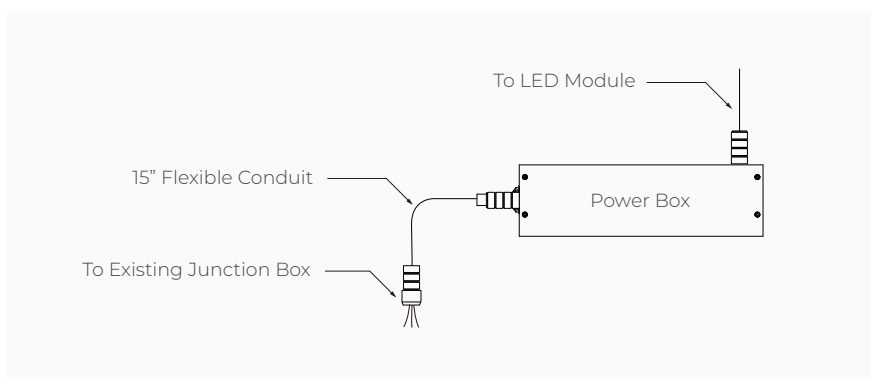 To LED Module
15” Flexible Conduit
Power Box
To Existing Junction Box